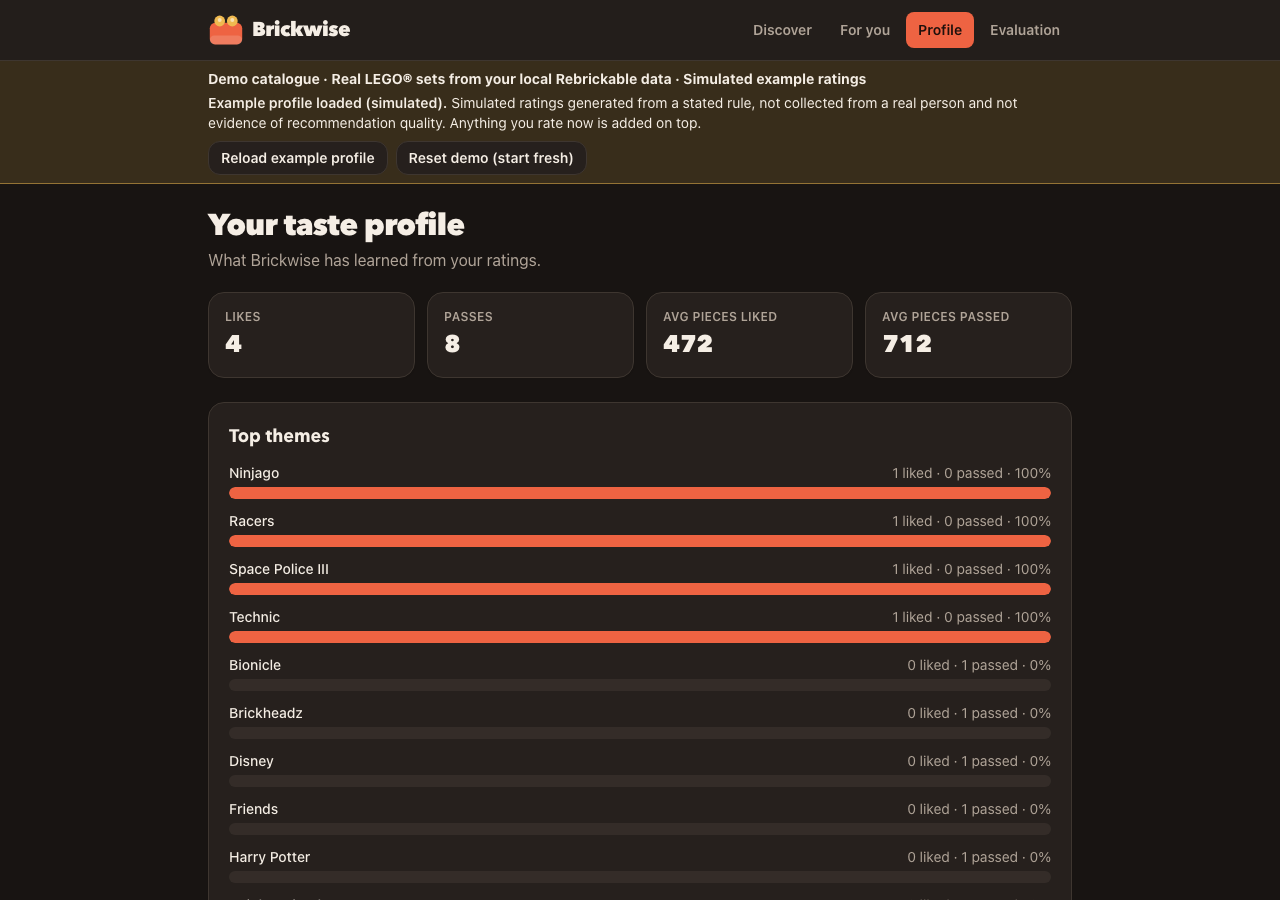 Brickwise
Discover
For you
Profile
Evaluation
Demo catalogue · Real LEGO® sets from your local Rebrickable data · Simulated example ratings
Example profile loaded (simulated). Simulated ratings generated from a stated rule, not collected from a real person and not
evidence of recommendation quality. Anything you rate now is added on top.
Reload example profile
Reset demo (start fresh)
Your taste profile
What Brickwise has learned from your ratings.
LIKES
4
PASSES
8
AVG PIECES LIKED
472
AVG PIECES PASSED
712
Top themes
Ninjago
1 liked · 0 passed · 100%
Racers
1 liked · 0 passed · 100%
Space Police III
1 liked · 0 passed · 100%
Technic
1 liked · 0 passed · 100%
Bionicle
0 liked · 1 passed · 0%
Brickheadz
0 liked · 1 passed · 0%
Disney
0 liked · 1 passed · 0%
Friends
0 liked · 1 passed · 0%
Harry Potter
0 liked · 1 passed · 0%